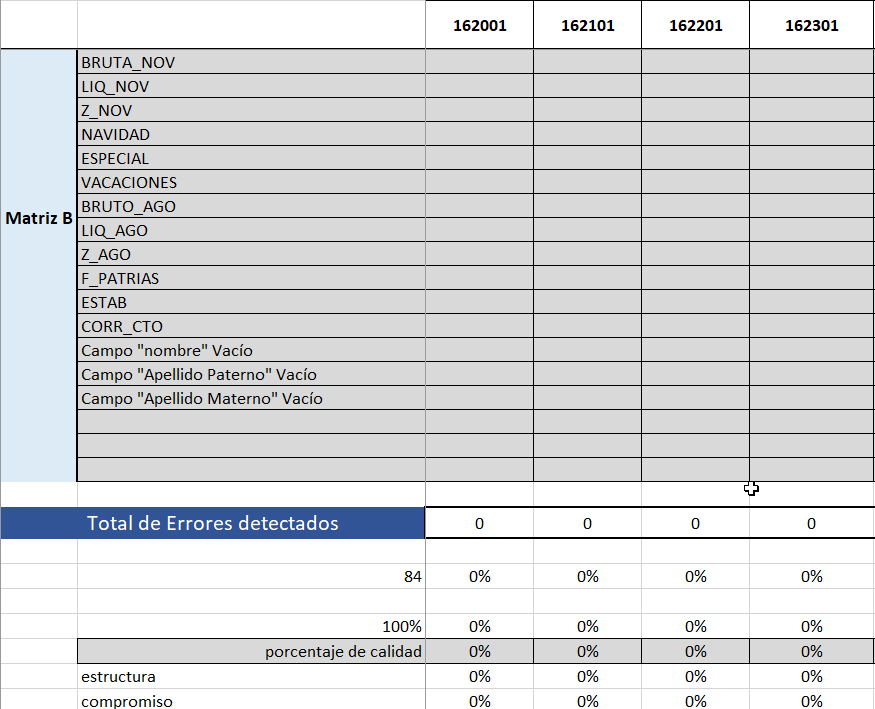 162001 162101 162201 162301
BRUTA_NOV
LIQ_NOV
Z_NOV
NAVIDAD
ESPECIAL
VACACIONES
Matriz B BRUTO_AGO
LIQ_AGO
Z_AGO
F_PATRIAS
ESTAB
CORR_CTO
Campo "nombre" Vacío
Campo "Apellido Paterno" Vacío
Campo "Apellido Materno" Vacío
Total de Errores detectados 0 0 0 0
84 0% 0% 0% 0%
100% 0% 0% 0% 0%
porcentaje de calidad 0% 0% 0% 0%
estructura 0% 0% 0% 0%
compromiso 0% 0% 0% 0%